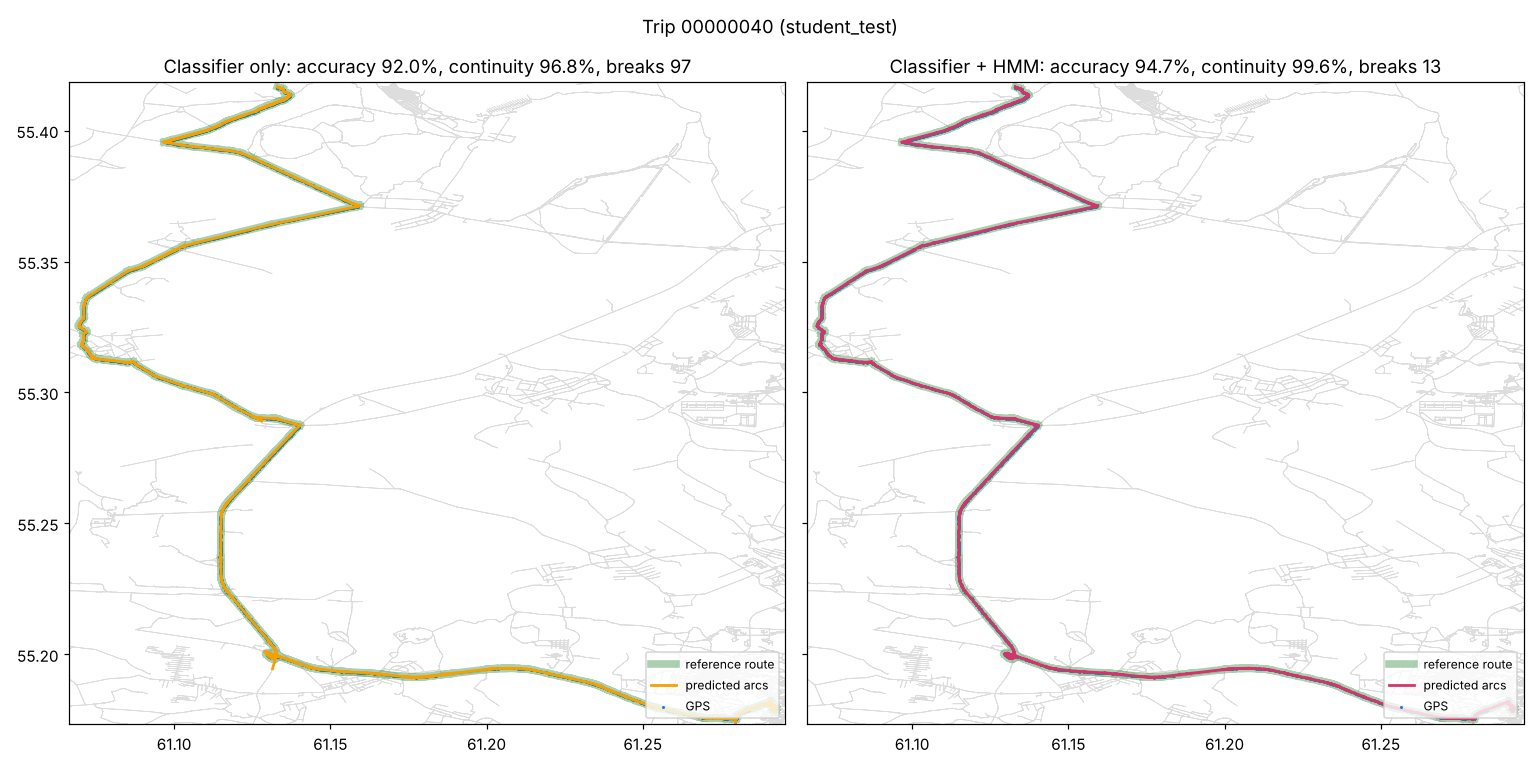 Trip 00000040 (student_test)
Classifier only: accuracy 92.0%, continuity 96.8%, breaks 97
Classifier + HMM: accuracy 94.7%, continuity 99.6%, breaks 13
55.40
55.35
55.30
55.25
55.20
reference route
predicted arcs
GPS
reference route
predicted arcs
GPS
61.10
61.15
61.20
61.25
61.10
61.15
61.20
61.25